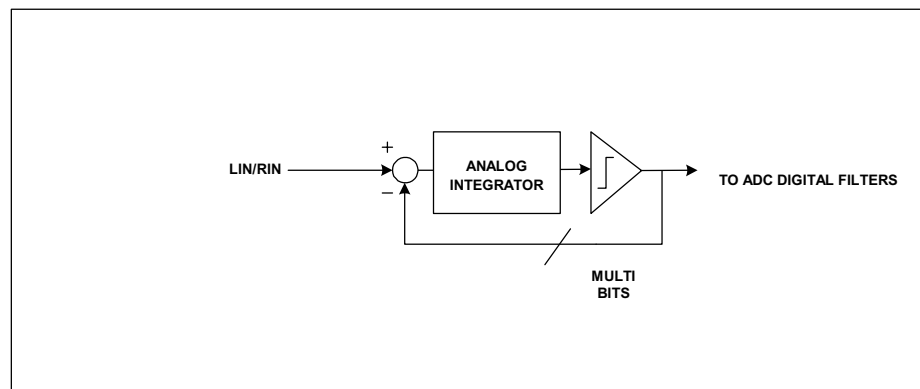 +
LIN/RIN
−
ANALOG
INTEGRATOR
TO ADC DIGITAL FILTERS
MULTI
BITS